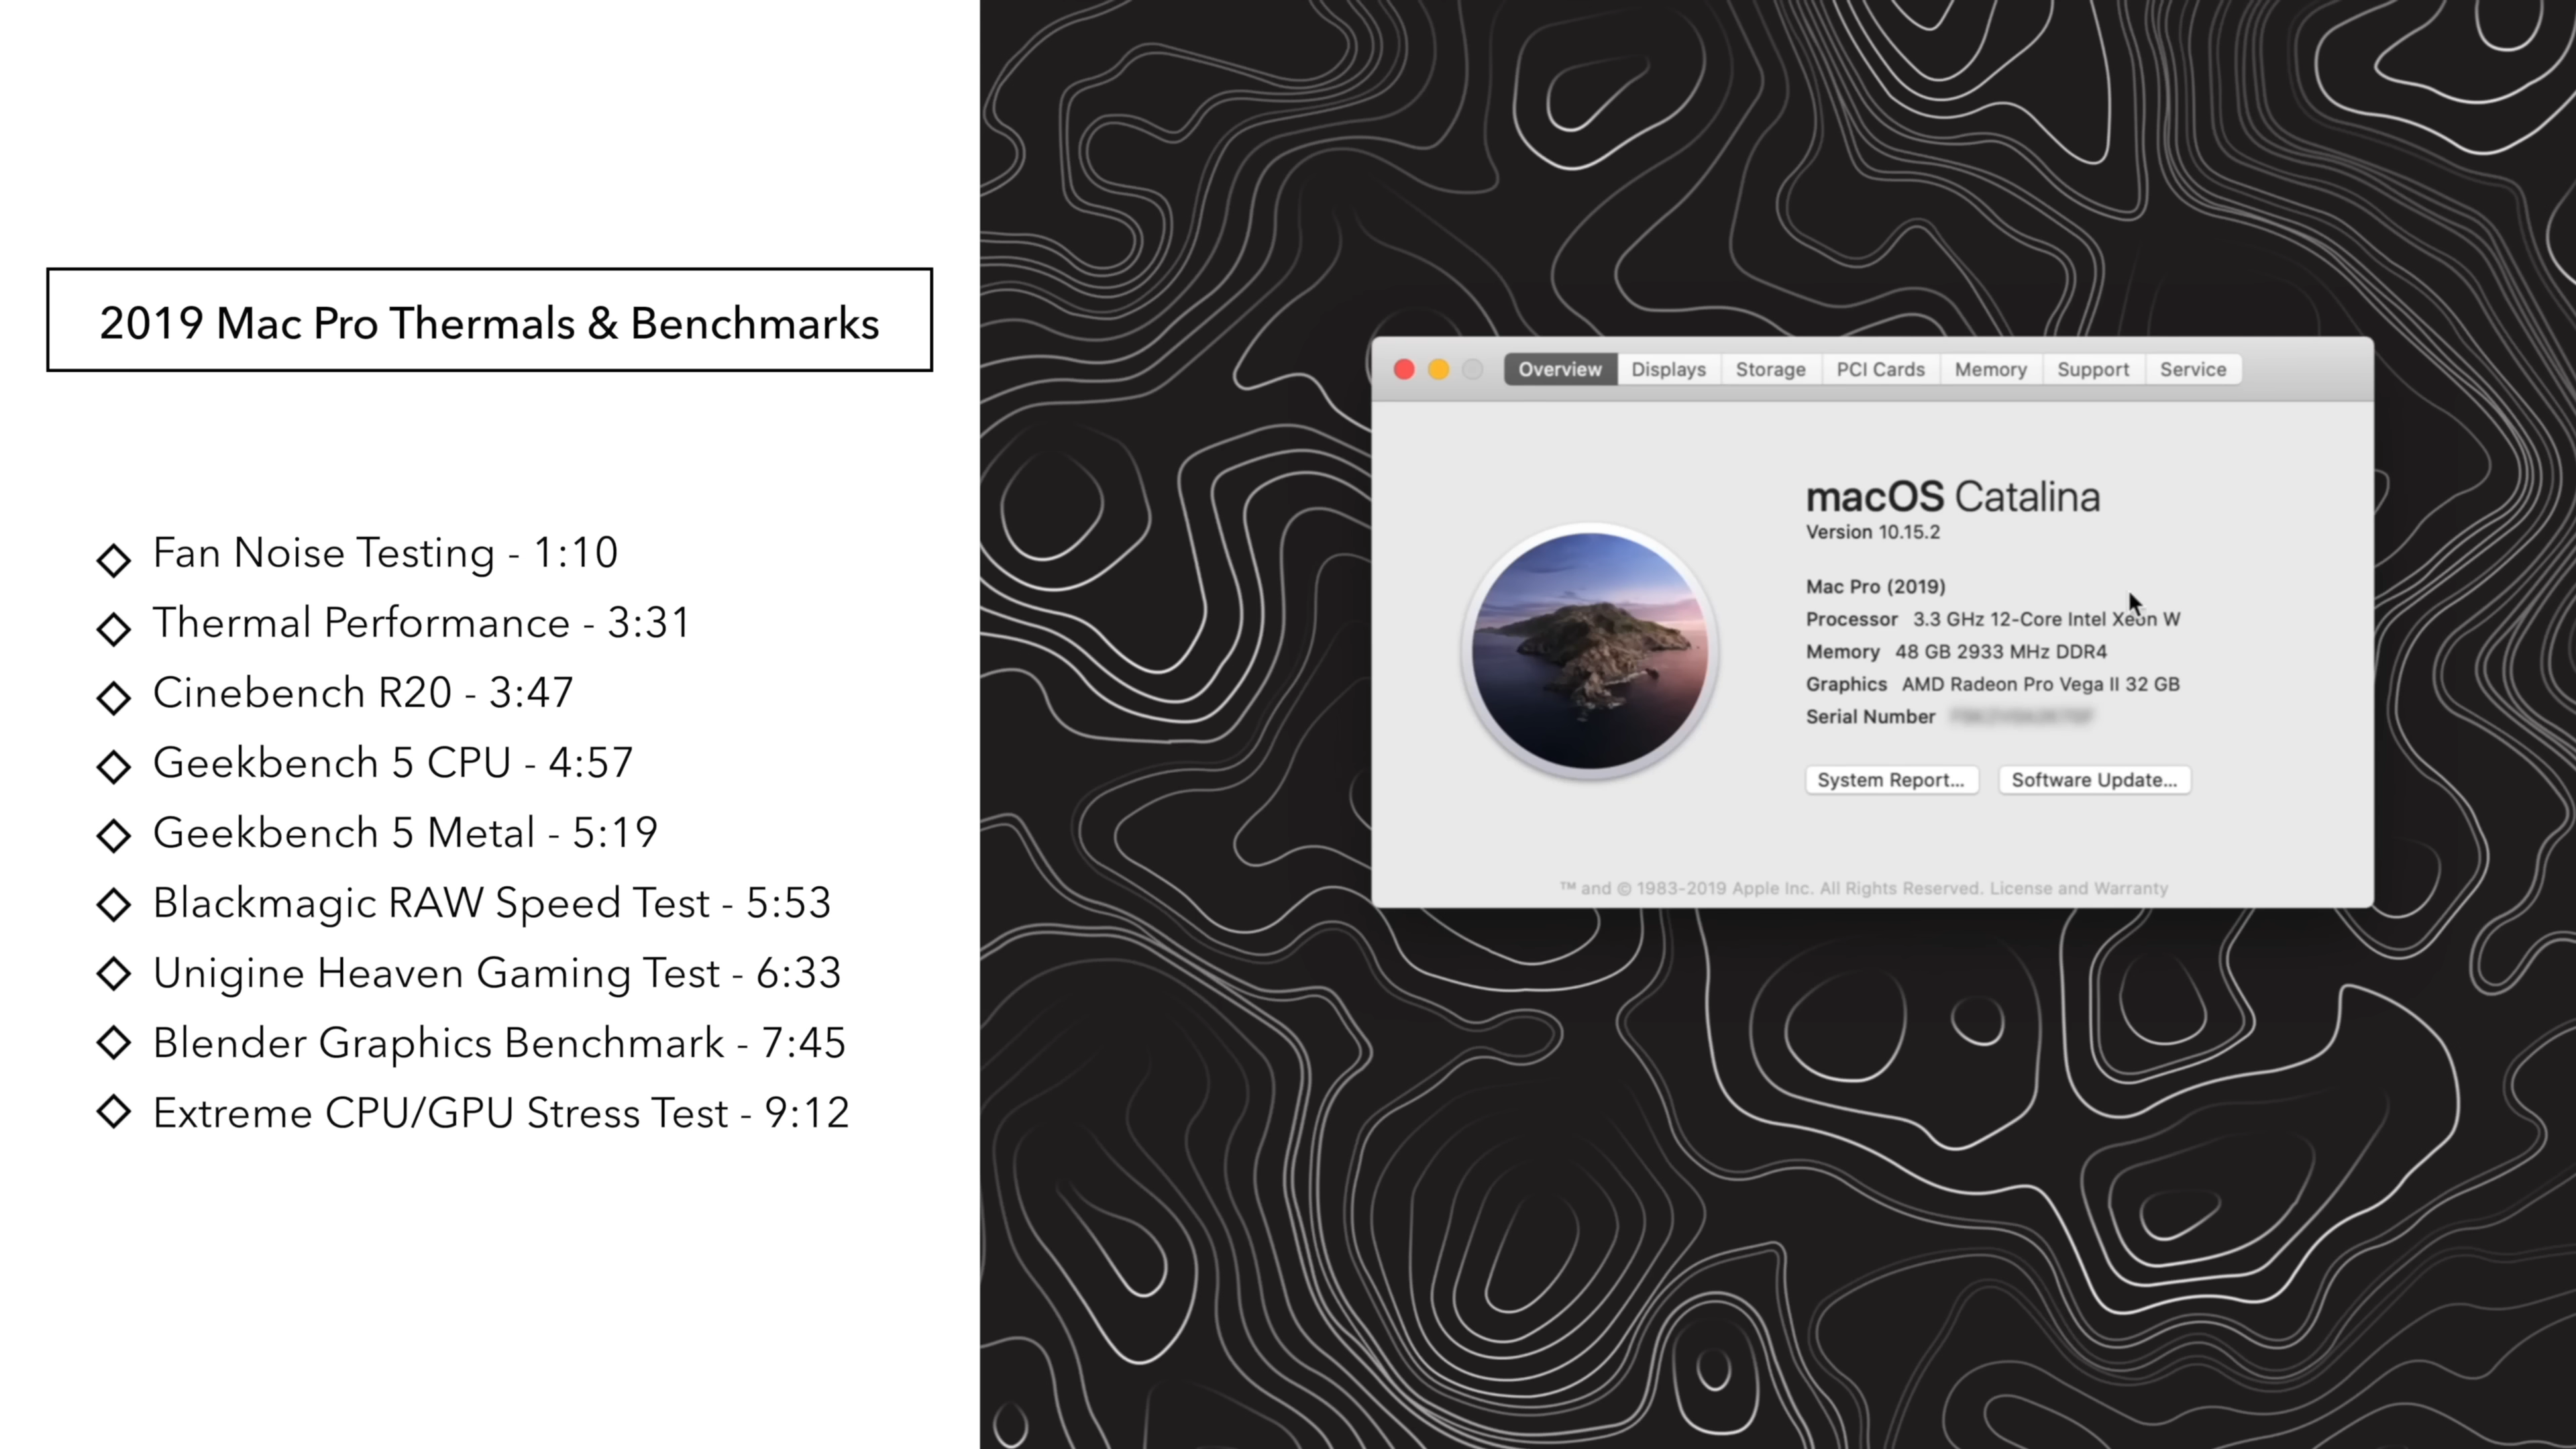 2019 Mac Pro Thermals & Benchmarks
Fan Noise Testing - 1:10
Thermal Performance - 3:31
Cinebench R20 - 3:47
Geekbench 5 CPU - 4:57
Geekbench 5 Metal - 5:19
Blackmagic RAW Speed Test - 5:53
Unigine Heaven Gaming Test - 6:33
Blender Graphics Benchmark - 7:45
Extreme CPU/GPU Stress Test - 9:12
Overview Displays Storage PCI Cards Memory Support Service
macOS Catalina
Version 10.15.2
Mac Pro (2019)
Processor 3.3 GHz 12-Core Intel Xeon W
Memory 48 GB 2933 MHz DDR4
Graphics AMD Radeon Pro Vega II 32 GB
Serial Number
System Report... Software Update...
™ and © 1983-2019 Apple Inc. All Rights Reserved. License and Warranty